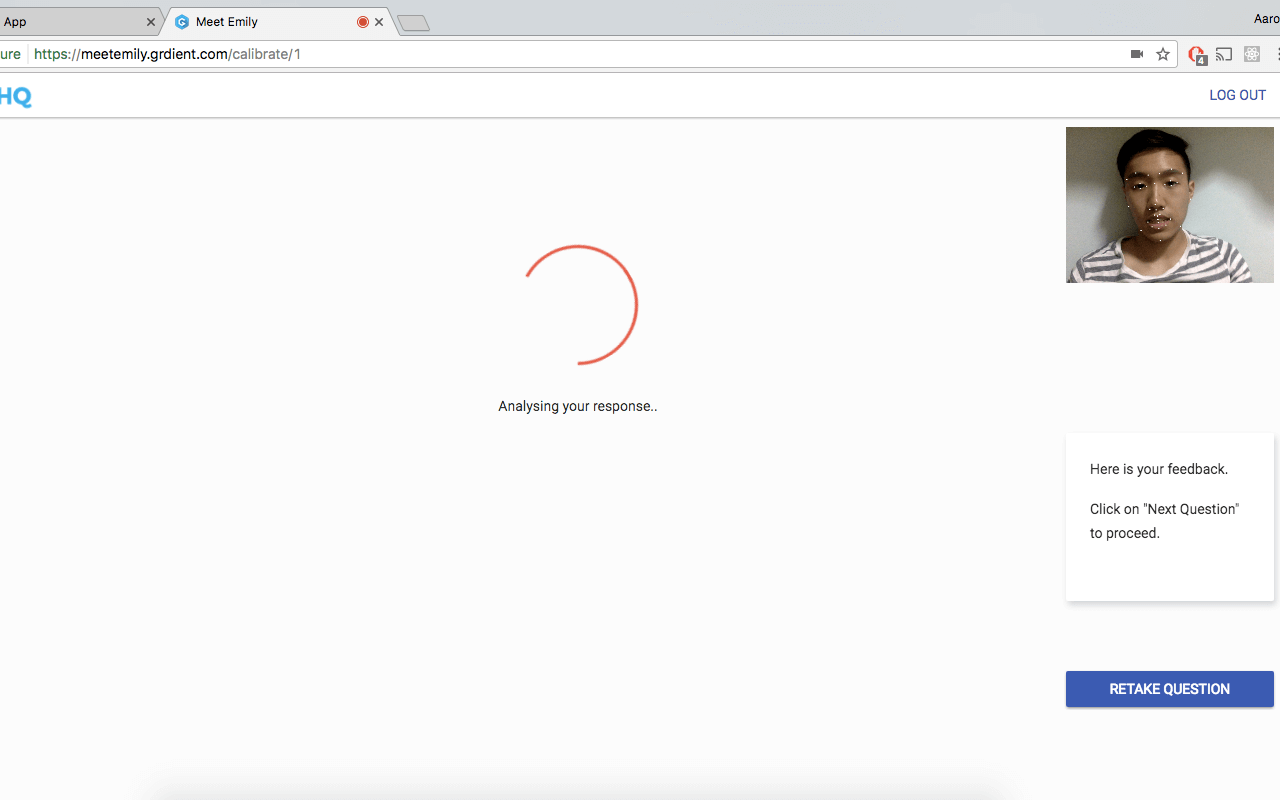 App
Meet Emily
Aaro
ure
https://meetemily.grdient.com/calibrate/1
4
HQ
LOG OUT
Analysing your response..
Here is your feedback.
Click on "Next Question"
to proceed.
RETAKE QUESTION